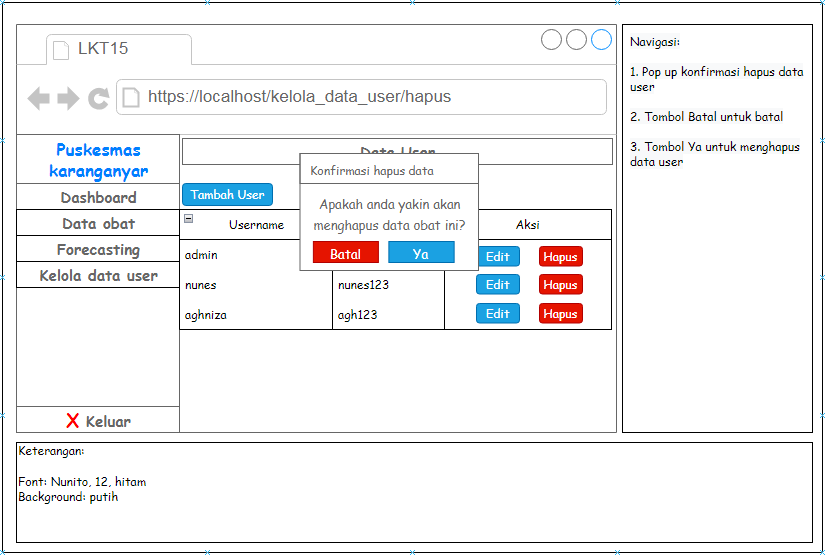 LKT15
https://localhost/kelola_data_user/hapus
Puskesmas
karanganyar
Dashboard
Data obat
Forecasting
Kelola data user
X Keluar
Data User
Tambah User
Username
Aksi
admin
Edit
Hapus
nunes
nunes123
Edit
Hapus
aghniza
agh123
Edit
Hapus
Konfirmasi hapus data
Apakah anda yakin akan
menghapus data obat ini?
Batal
Ya
Navigasi:
1. Pop up konfirmasi hapus data
user
2. Tombol Batal untuk batal
3. Tombol Ya untuk menghapus
data user
Keterangan:
Font: Nunito, 12, hitam
Background: putih